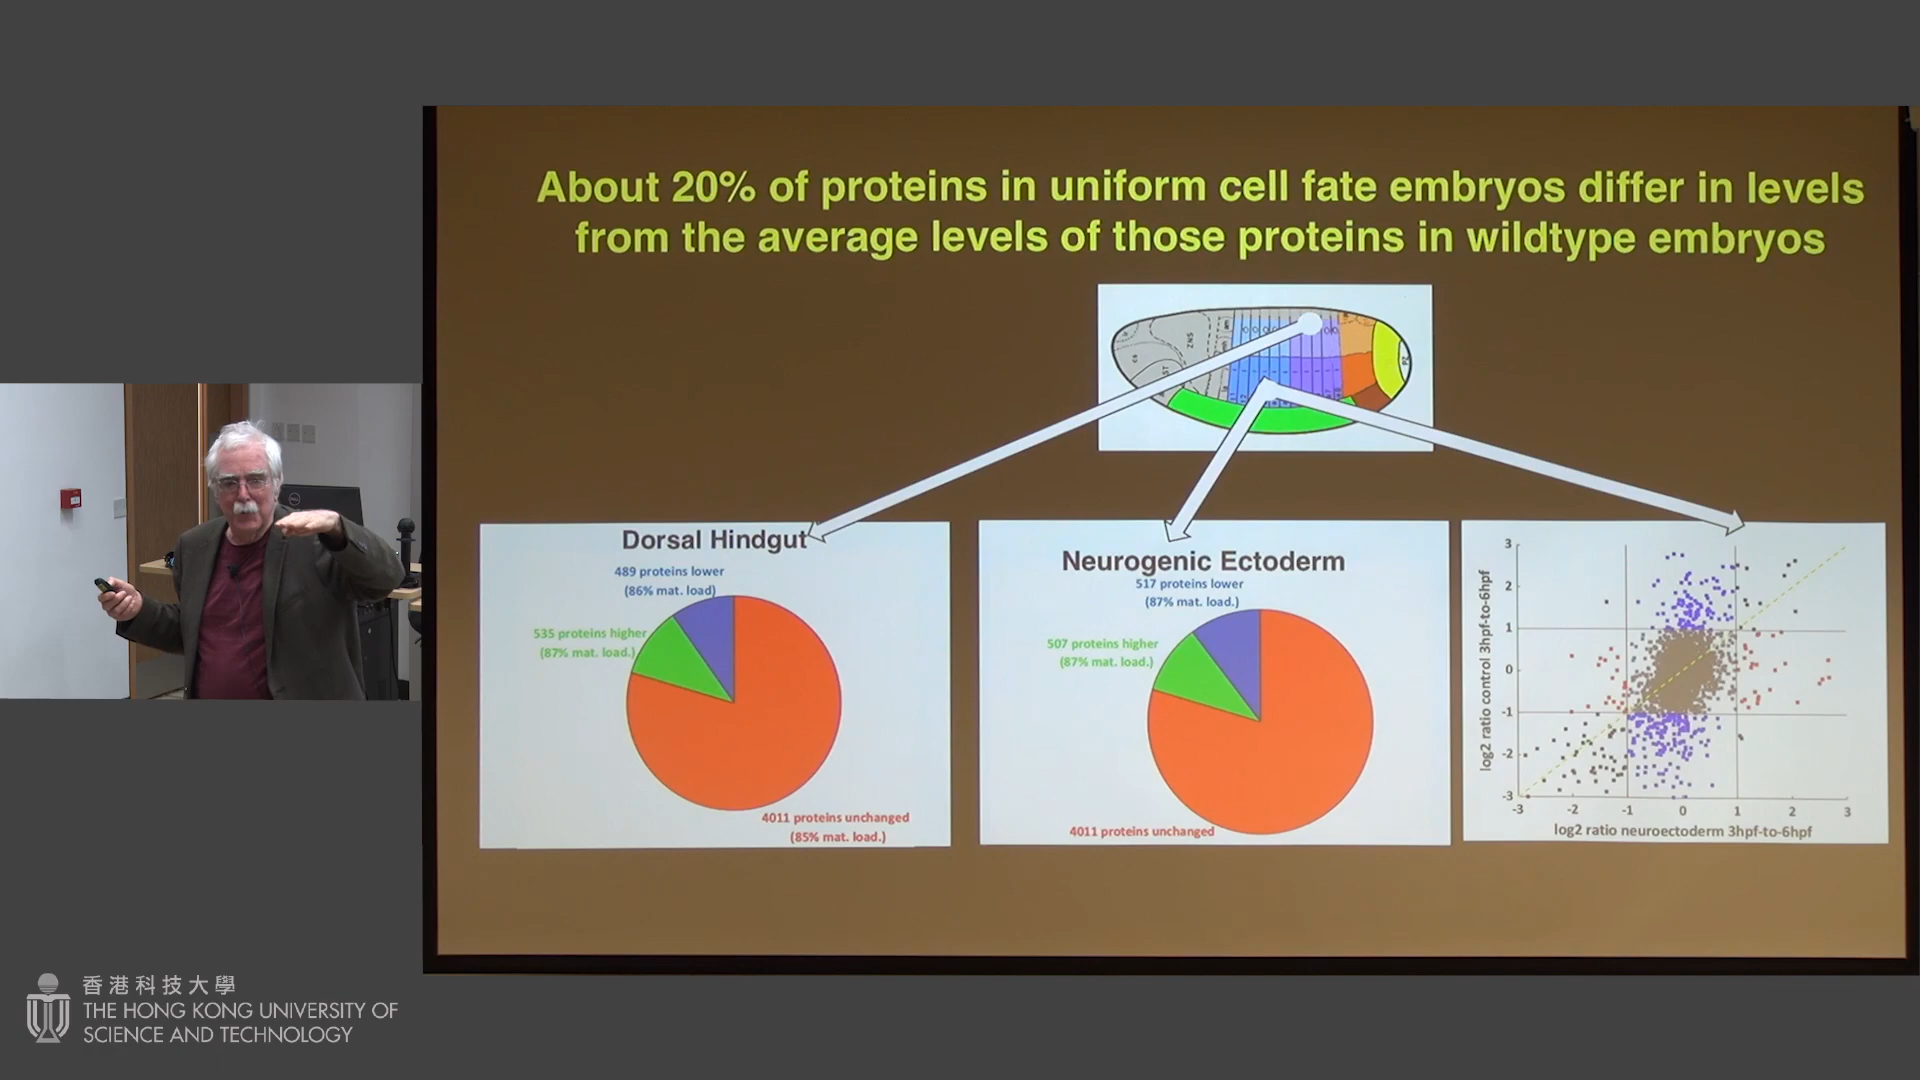 About 20% of proteins in uniform cell fate embryos differ in levels
from the average levels of those proteins in wildtype embryos
Dorsal Hindgut
489 proteins lower
(86% mat. load)
535 proteins higher
(87% mat. load.)
4011 proteins unchanged
(85% mat. load.)
Neurogenic Ectoderm
517 proteins lower
(87% mat. load.)
507 proteins higher
(87% mat. load.)
4011 proteins unchanged
log2 ratio control 3hpf-to-6hpf
3
2
1
0
-1
-2
-3
-3 -2 -1 0 1 2 3
log2 ratio neuroectoderm 3hpf-to-6hpf
香港科技大學
THE HONG KONG UNIVERSITY OF
SCIENCE AND TECHNOLOGY